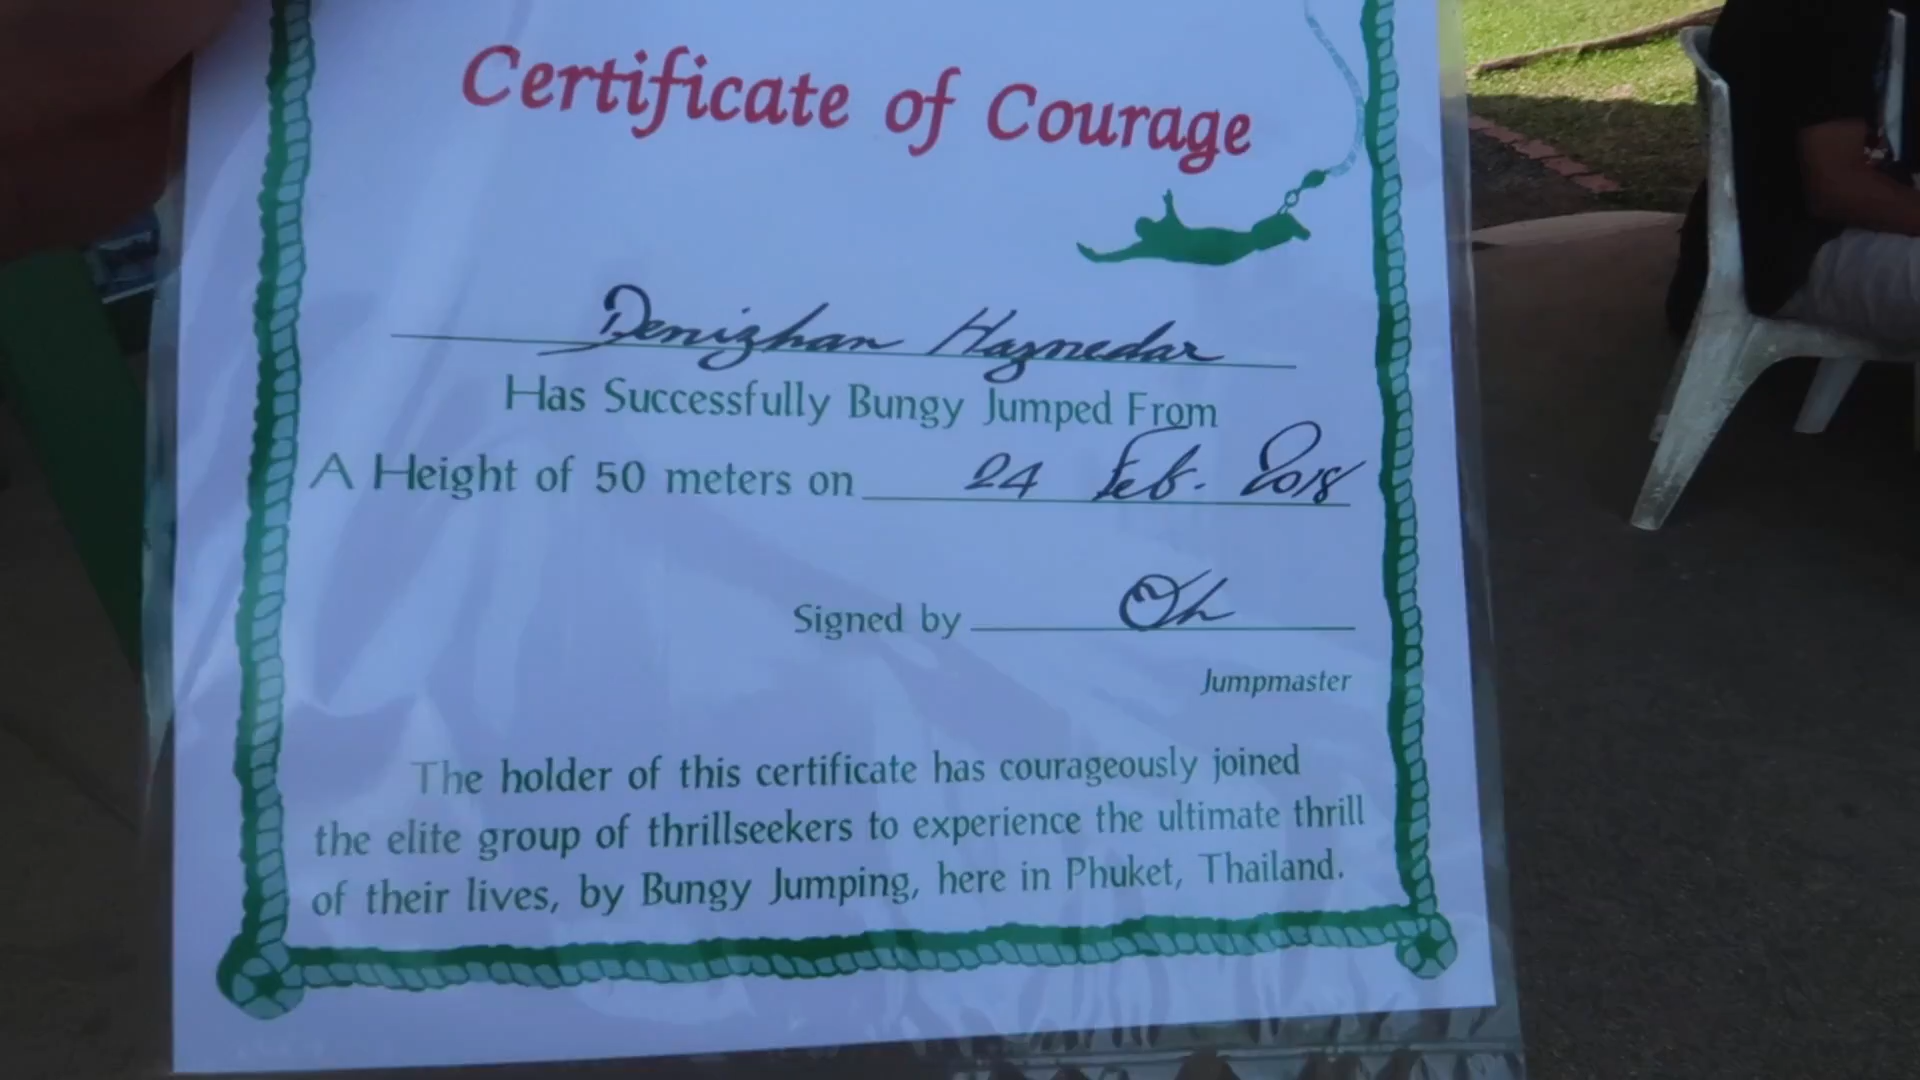 Certificate of Courage
Denizhan Haznedar
Has Successfully Bungy Jumped From
A Height of 50 meters on 24 Feb. 2018
Signed by
Jumpmaster
The holder of this certificate has courageously joined
the elite group of thrillseekers to experience the ultimate thrill
of their lives, by Bungy Jumping, here in Phuket, Thailand.